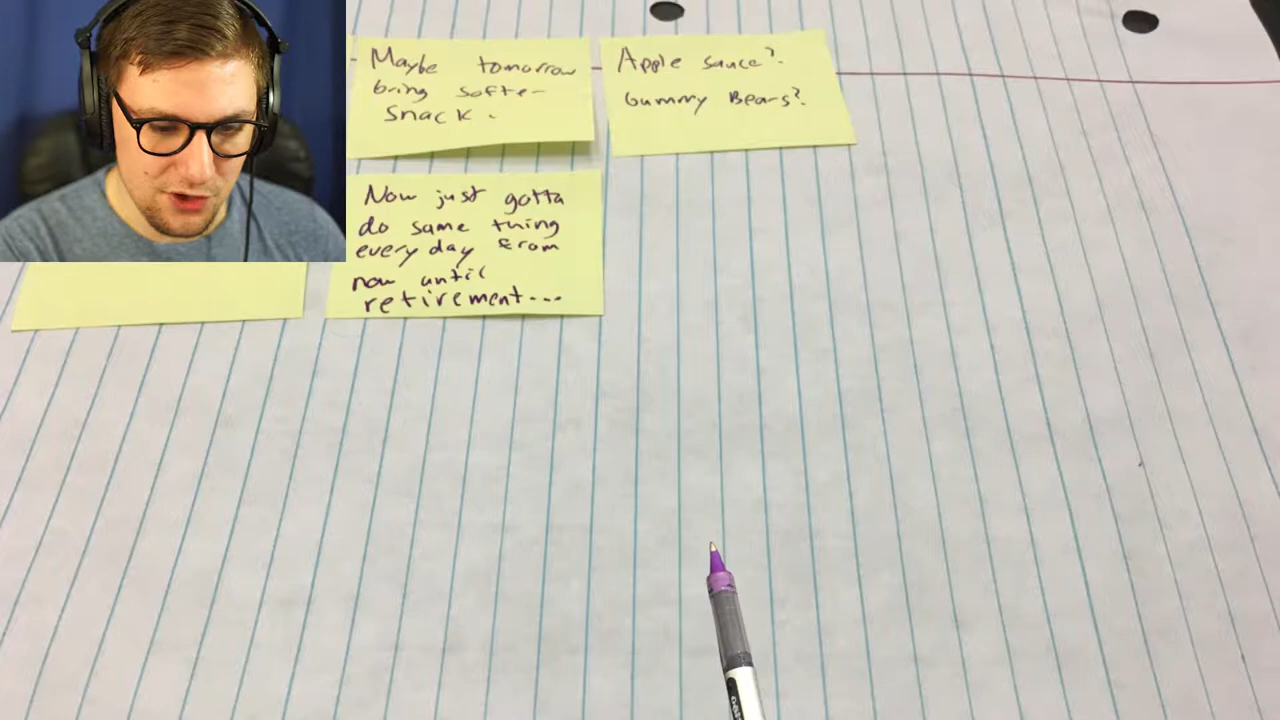 Maybe tomorrow
bring softer
snack.
Apple sauce?
Gummy Bears?
Now just gotta
do same thing
every day from
now until
retirement...